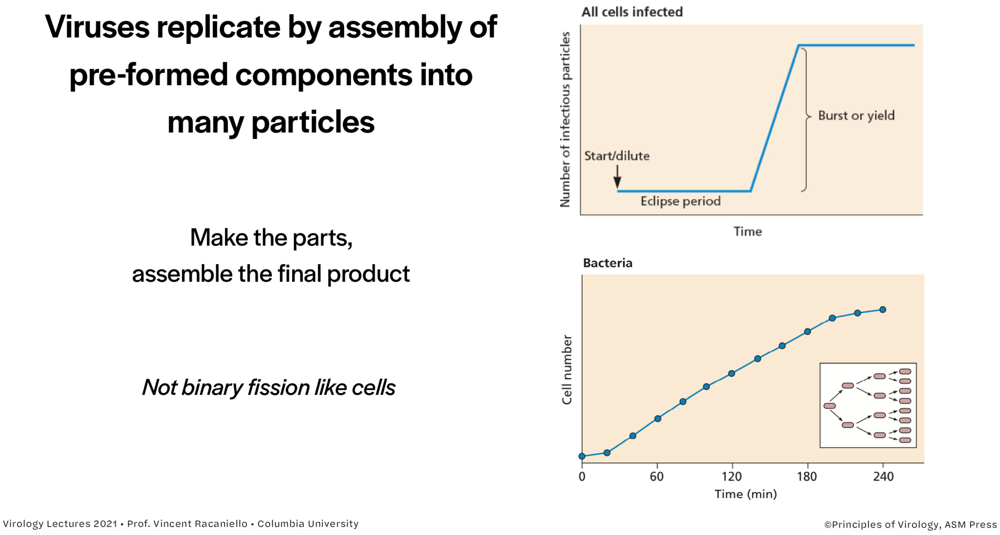 Viruses replicate by assembly of
pre-formed components into
many particles
Make the parts,
assemble the final product
Not binary fission like cells
All cells infected
Number of infectious particles
Start/dilute
Eclipse period
Burst or yield
Time
Bacteria
Cell number
0 60 120 180 240
Time (min)
Virology Lectures 2021 • Prof. Vincent Racaniello • Columbia University
©Principles of Virology, ASM Press